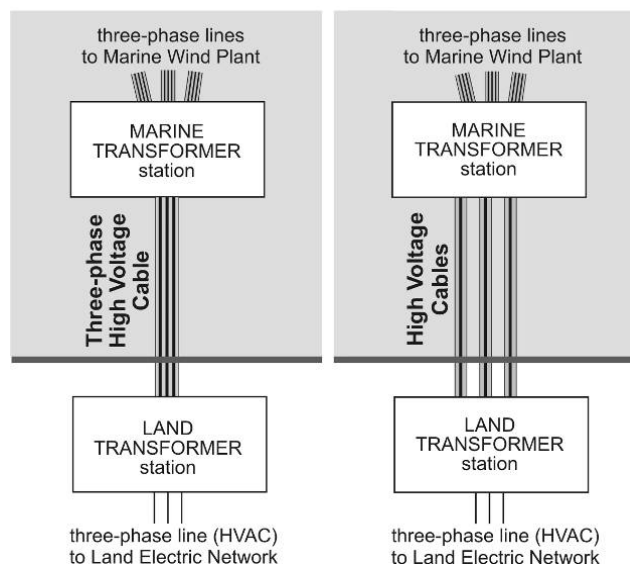 three-phase lines
to Marine Wind Plant
MARINE
TRANSFORMER
station
Three-phase
High Voltage
Cable
LAND
TRANSFORMER
station
three-phase line (HVAC)
to Land Electric Network
three-phase lines
to Marine Wind Plant
MARINE
TRANSFORMER
station
High Voltage
Cables
LAND
TRANSFORMER
station
three-phase line (HVAC)
to Land Electric Network